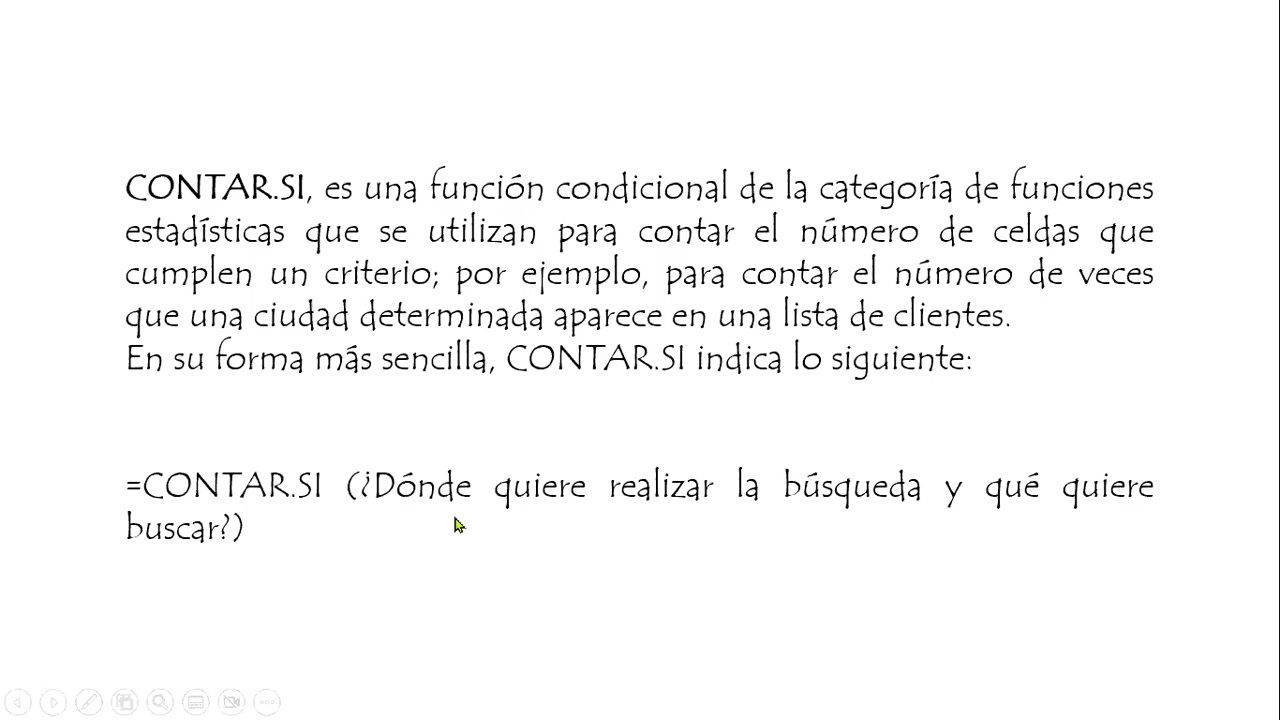 CONTAR.SI, es una función condicional de la categoría de funciones
estadísticas que se utilizan para contar el número de celdas que
cumplen un criterio; por ejemplo, para contar el número de veces
que una ciudad determinada aparece en una lista de clientes.
En su forma más sencilla, CONTAR.SI indica lo siguiente:
=CONTAR.SI (¿Dónde quiere realizar la búsqueda y qué quiere
buscar?)